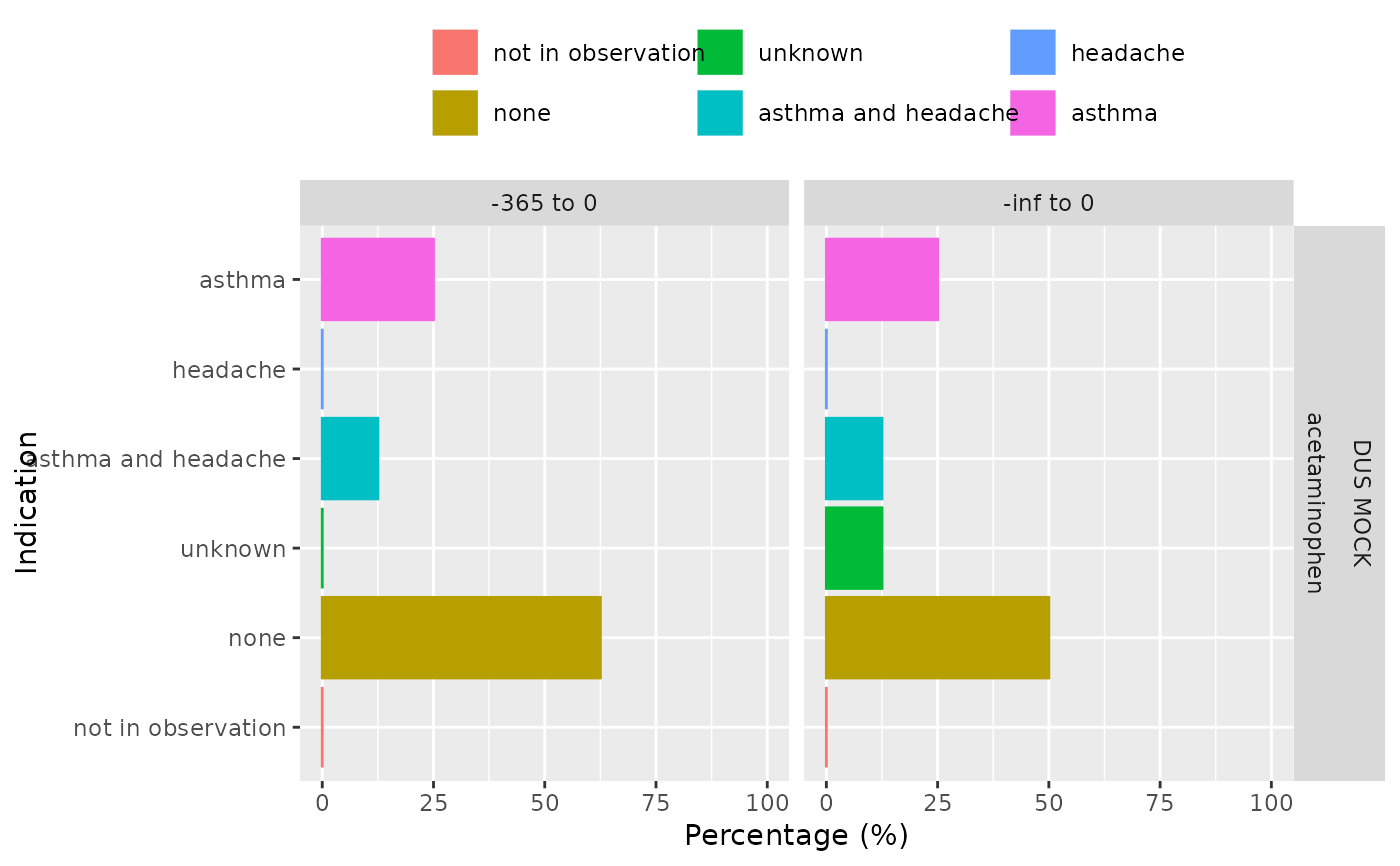 not in observation
unknown
headache
none
asthma and headache
asthma
-365 to 0
-inf to 0
asthma
headache
asthma and headache
unknown
none
not in observation
Indication
DUS MOCK
acetaminophen
0 25 50 75 100
0 25 50 75 100
Percentage (%)